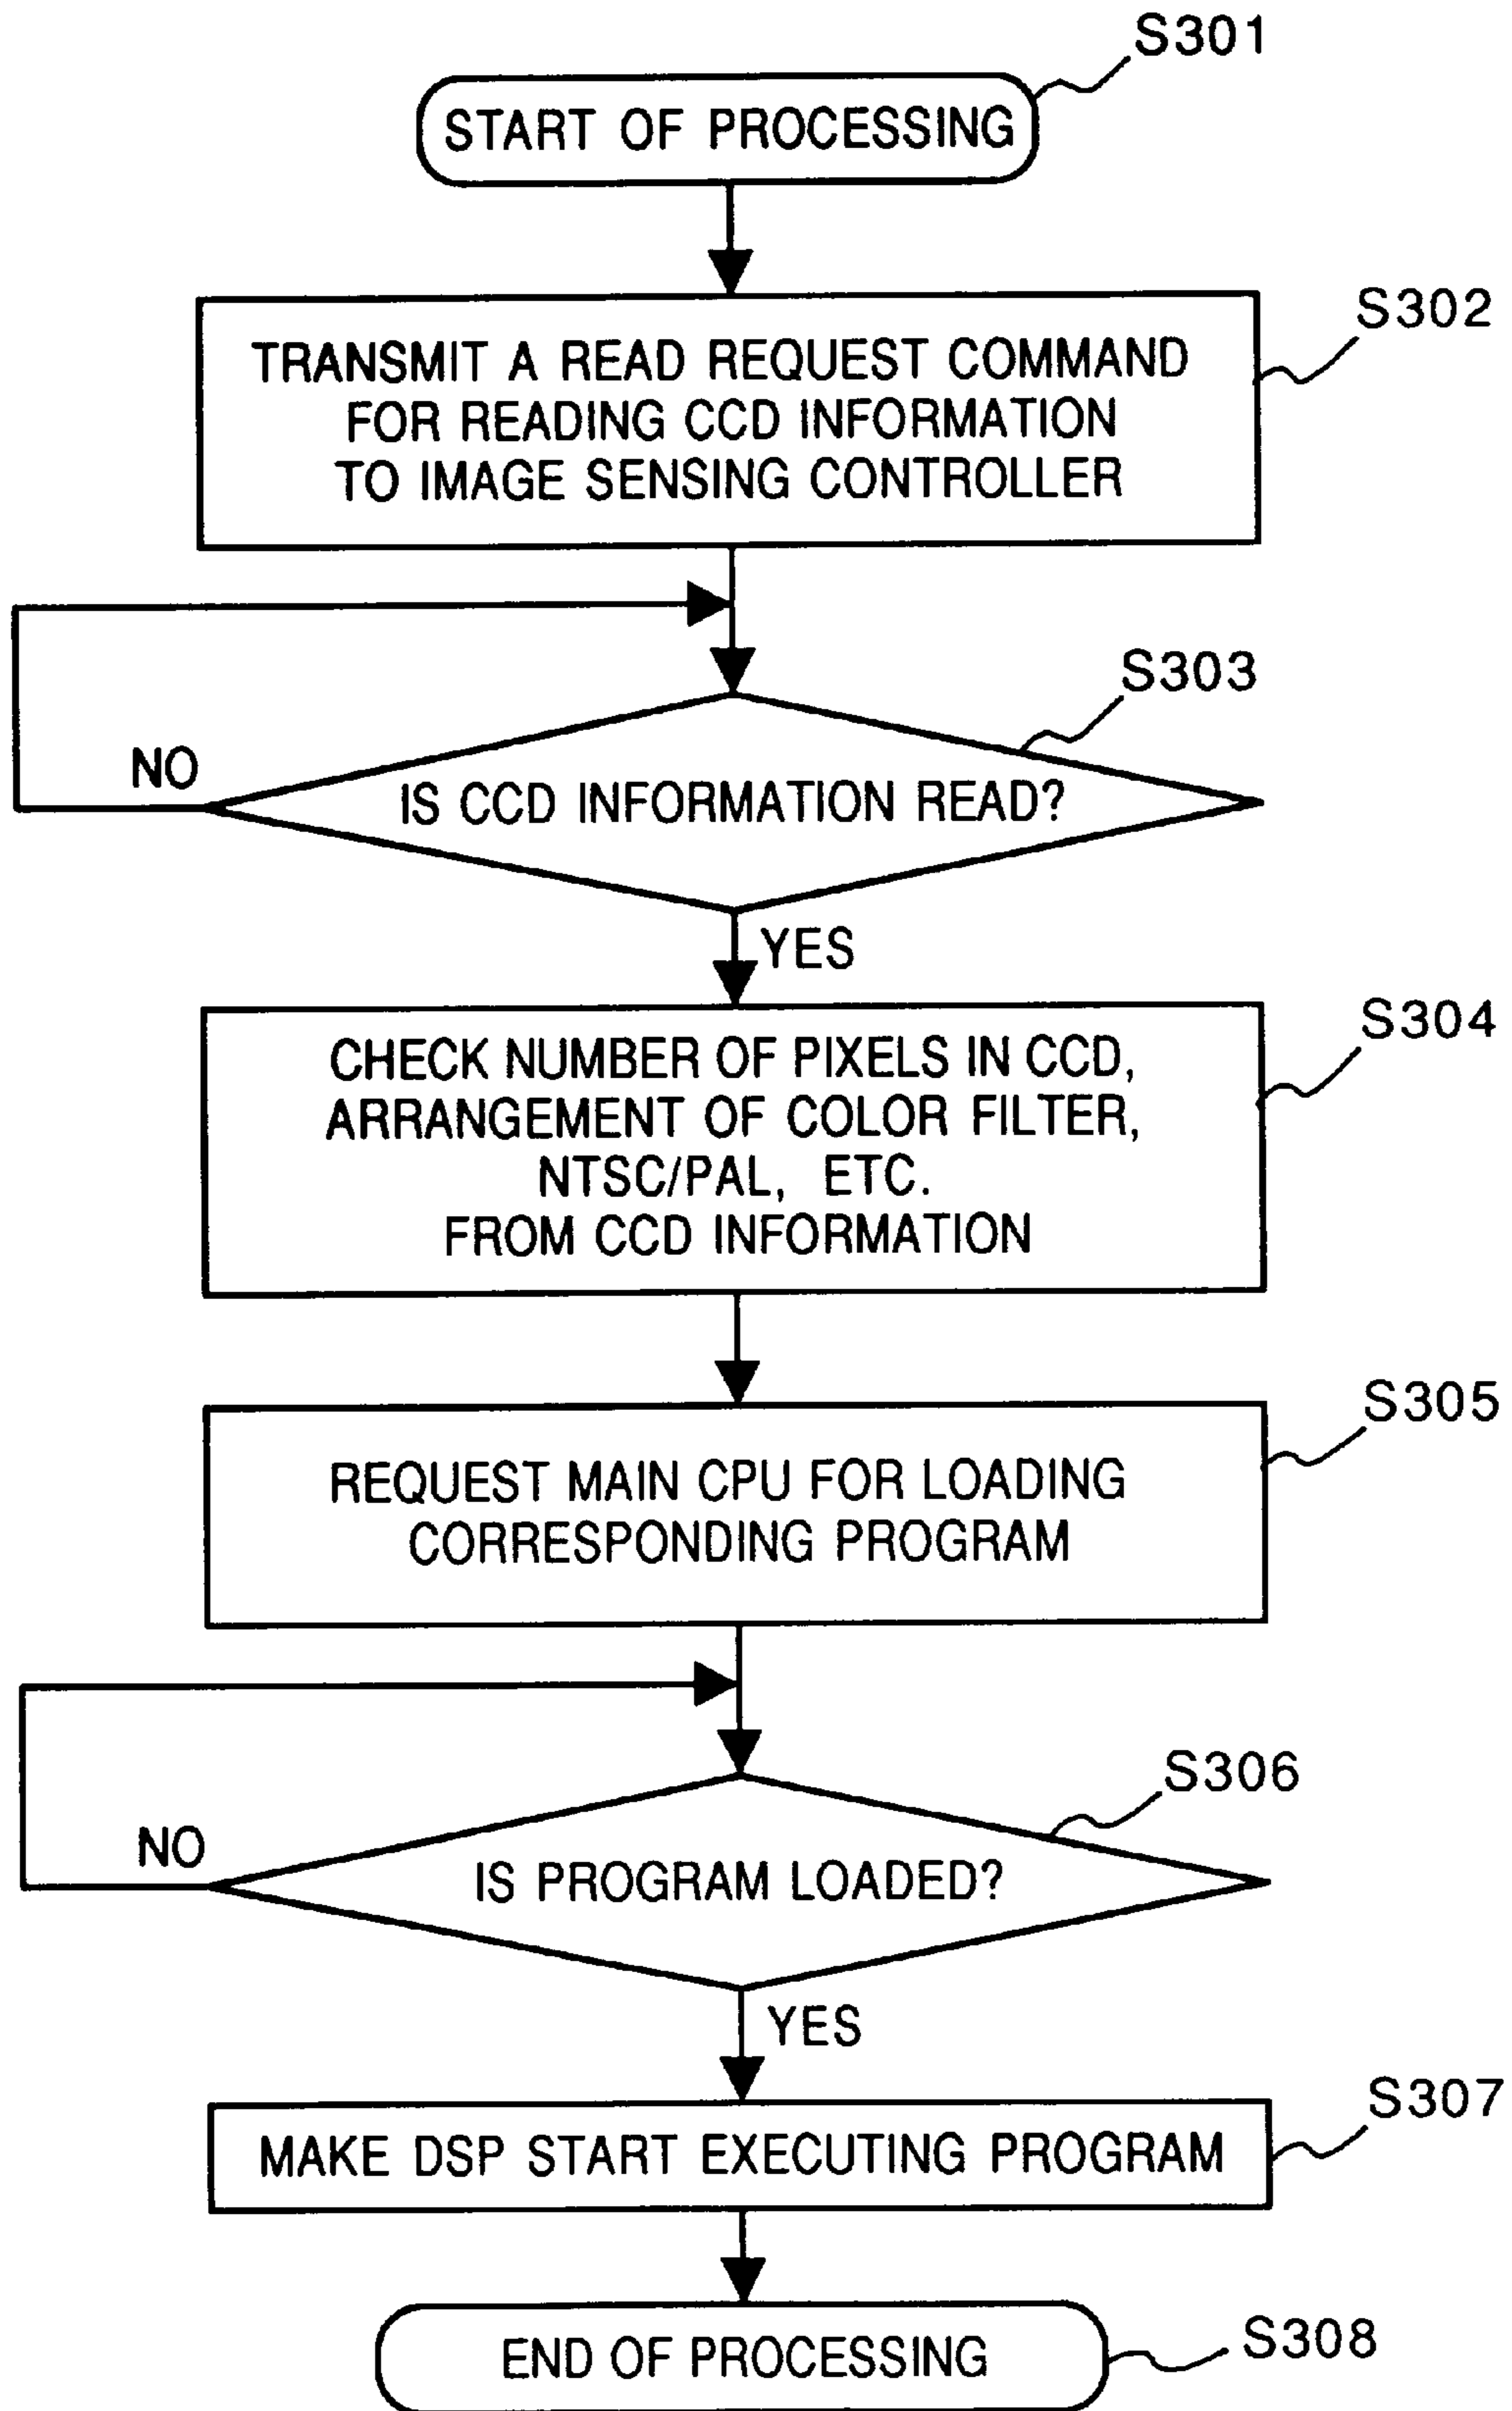 S301
START OF PROCESSING
S302
TRANSMIT A READ REQUEST COMMAND
FOR READING CCD INFORMATION
TO IMAGE SENSING CONTROLLER
S303
NO
IS CCD INFORMATION READ?
YES
S304
CHECK NUMBER OF PIXELS IN CCD,
ARRANGEMENT OF COLOR FILTER,
NTSC/PAL, ETC.
FROM CCD INFORMATION
S305
REQUEST MAIN CPU FOR LOADING
CORRESPONDING PROGRAM
S306
NO
IS PROGRAM LOADED?
YES
S307
MAKE DSP START EXECUTING PROGRAM
S308
END OF PROCESSING